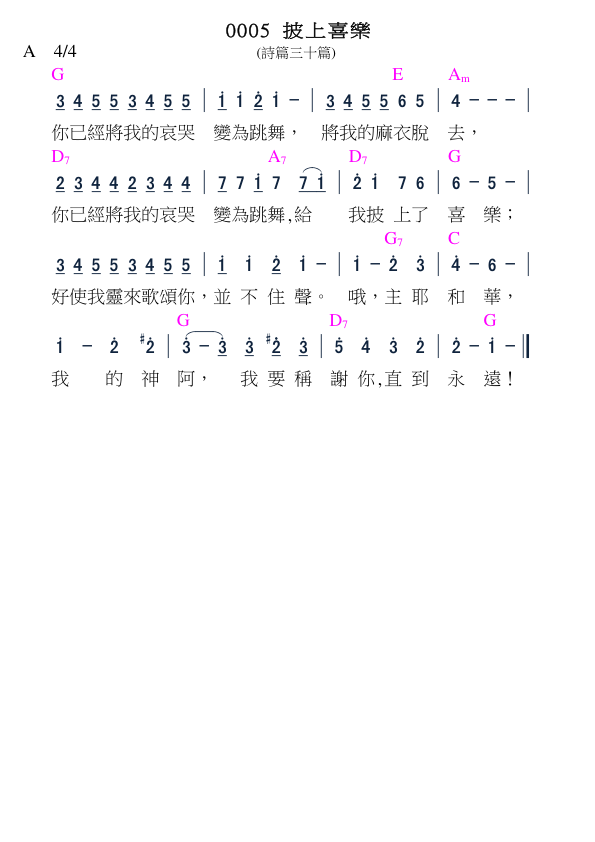 0005 披上喜樂
(詩篇三十篇)
A 4/4
G E Am
3 4 5 5 3 4 5 5 | i i 2̇ i – | 3 4 5 5 6 5 | 4 – – – |
你已經將我的哀哭 變為跳舞， 將我的麻衣脫 去，
D7 A7 D7 G
2 3 4 4 2 3 4 4 | 7 7 i 7 7 i | 2̇ i 7 6 | 6 – 5 – |
你已經將我的哀哭 變為跳舞,給 我披 上了 喜 樂；
G7 C
3 4 5 5 3 4 5 5 | i i 2̇ i – | i – 2̇ 3̇ | 4̇ – 6 – |
好使我靈來歌頌你，並 不 住 聲。 哦，主 耶 和 華，
G D7 G
i – 2̇ #2̇ | 3̇ – 3̇ 3̇ #2̇ 3̇ | 5̇ 4̇ 3̇ 2̇ | 2̇ – i – ‖
我 的 神 阿， 我 要 稱 謝 你,直 到 永 遠！